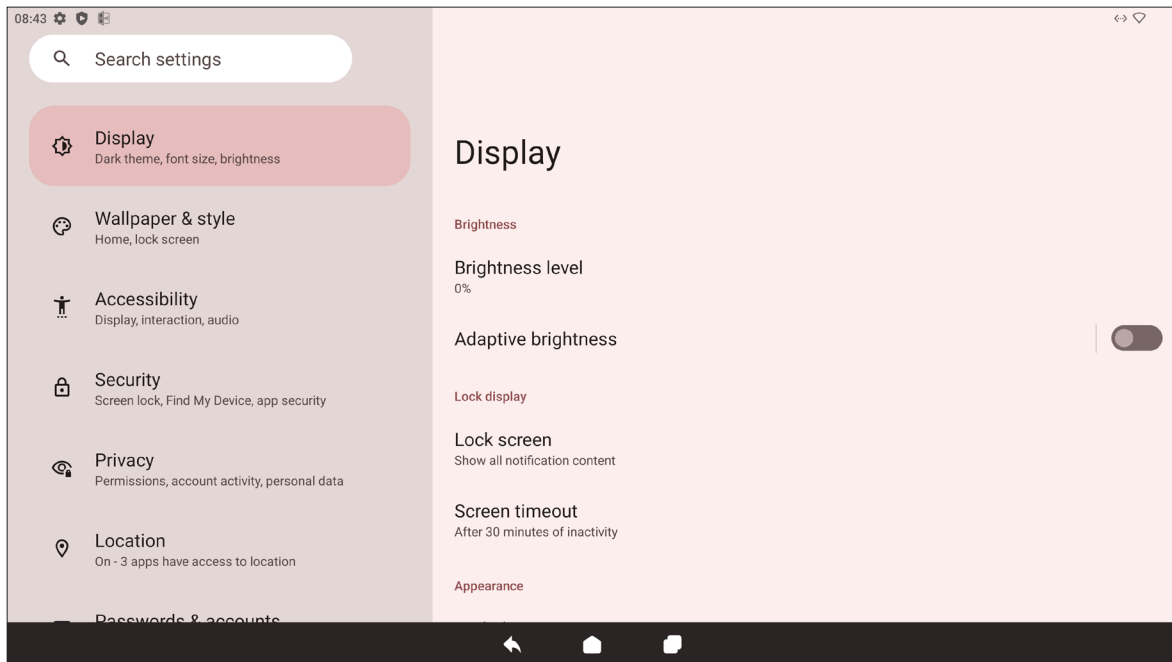 08:43
Search settings
Display
Dark theme, font size, brightness
Wallpaper & style
Home, lock screen
Accessibility
Display, interaction, audio
Security
Screen lock, Find My Device, app security
Privacy
Permissions, account activity, personal data
Location
On - 3 apps have access to location
Passwords & accounts
Display
Brightness
Brightness level
0%
Adaptive brightness
Lock display
Lock screen
Show all notification content
Screen timeout
After 30 minutes of inactivity
Appearance